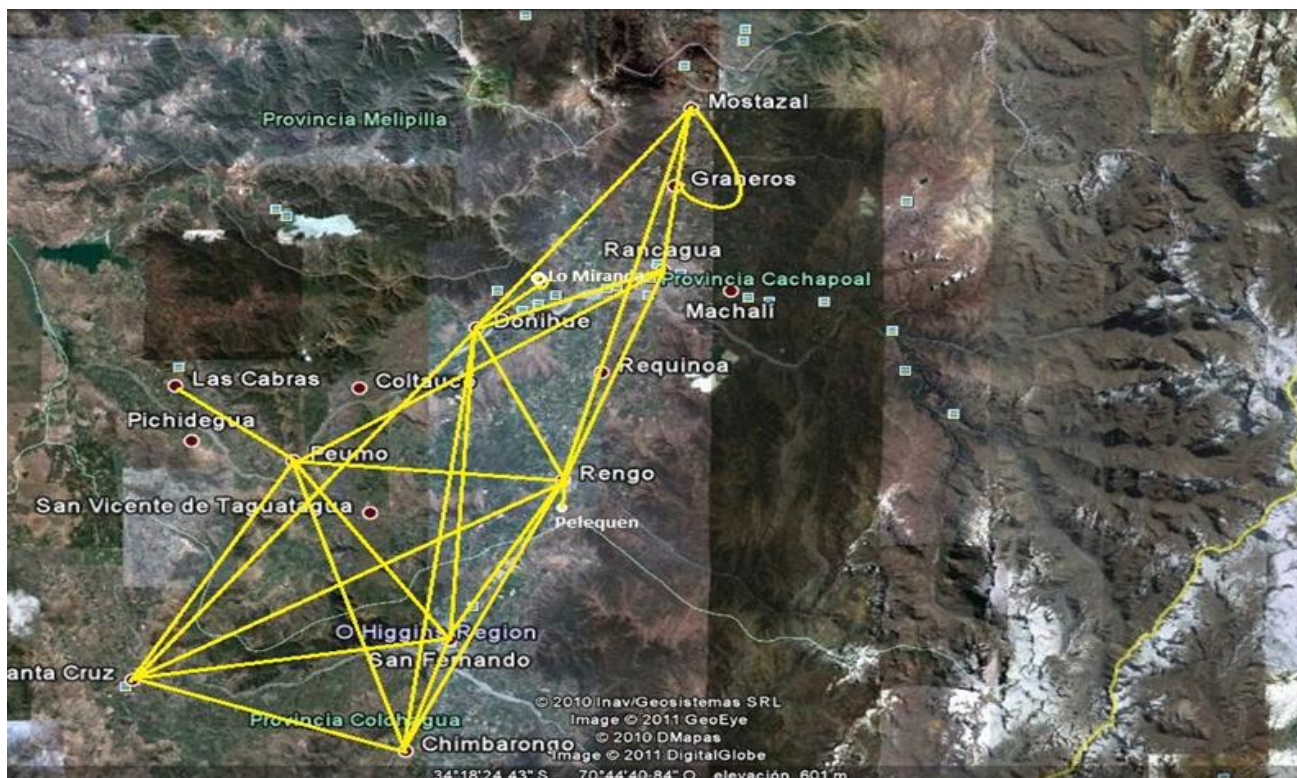 Mostazal
Provincia Melipilla
Graneros
Rancagua
Lo Miranda
Provincia Cachapoal
Machalí
Doñihue
Requinoa
Las Cabras
Coltauco
Pichidegua
Peumo
Rengo
San Vicente de Taguatagua
Pelequen
O Higgins Region
San Fernando
anta Cruz
© 2010 Inav/Geosistemas SRL
Provincia Colchagua
Image © 2011 GeoEye
© 2010 DMapas
Chimbarongo
Image © 2011 DigitalGlobe
34°18'24.43" S 70°44'40.84" O elevación 601 m